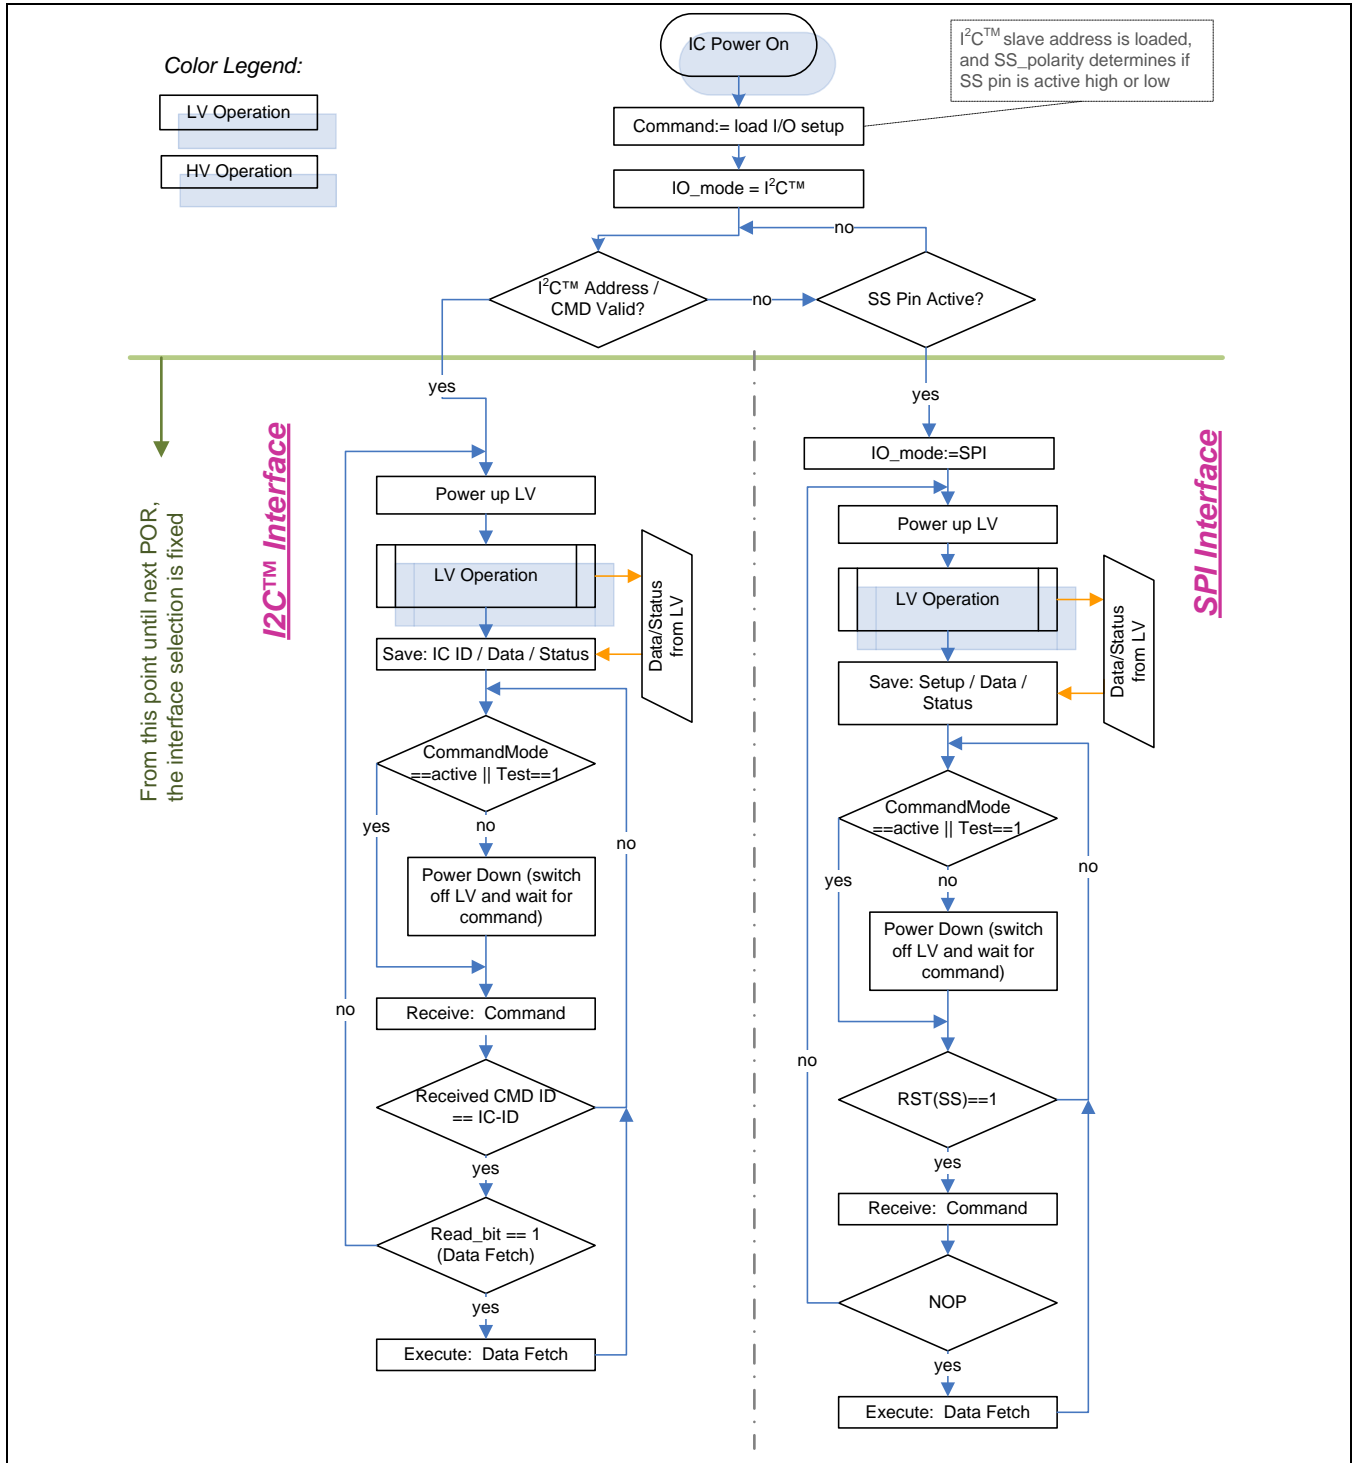 IC Power On
I²C™ slave address is loaded,
and SS_polarity determines if
SS pin is active high or low
Color Legend:
LV Operation
HV Operation
Command:= load I/O setup
IO_mode = I²C™
no
I²C™ Address /
CMD Valid?
no
SS Pin Active?
yes
yes
From this point until next POR,
the interface selection is fixed
I2C™ Interface
Power up LV
LV Operation
Data/Status
from LV
Save: IC ID / Data / Status
CommandMode
==active || Test==1
yes
no
no
Power Down (switch
off LV and wait for
command)
no
Receive: Command
Received CMD ID
== IC-ID
yes
Read_bit == 1
(Data Fetch)
yes
Execute: Data Fetch
SPI Interface
IO_mode:=SPI
Power up LV
LV Operation
Data/Status
from LV
Save: Setup / Data /
Status
CommandMode
==active || Test==1
yes
no
no
Power Down (switch
off LV and wait for
command)
no
RST(SS)==1
yes
Receive: Command
NOP
yes
Execute: Data Fetch